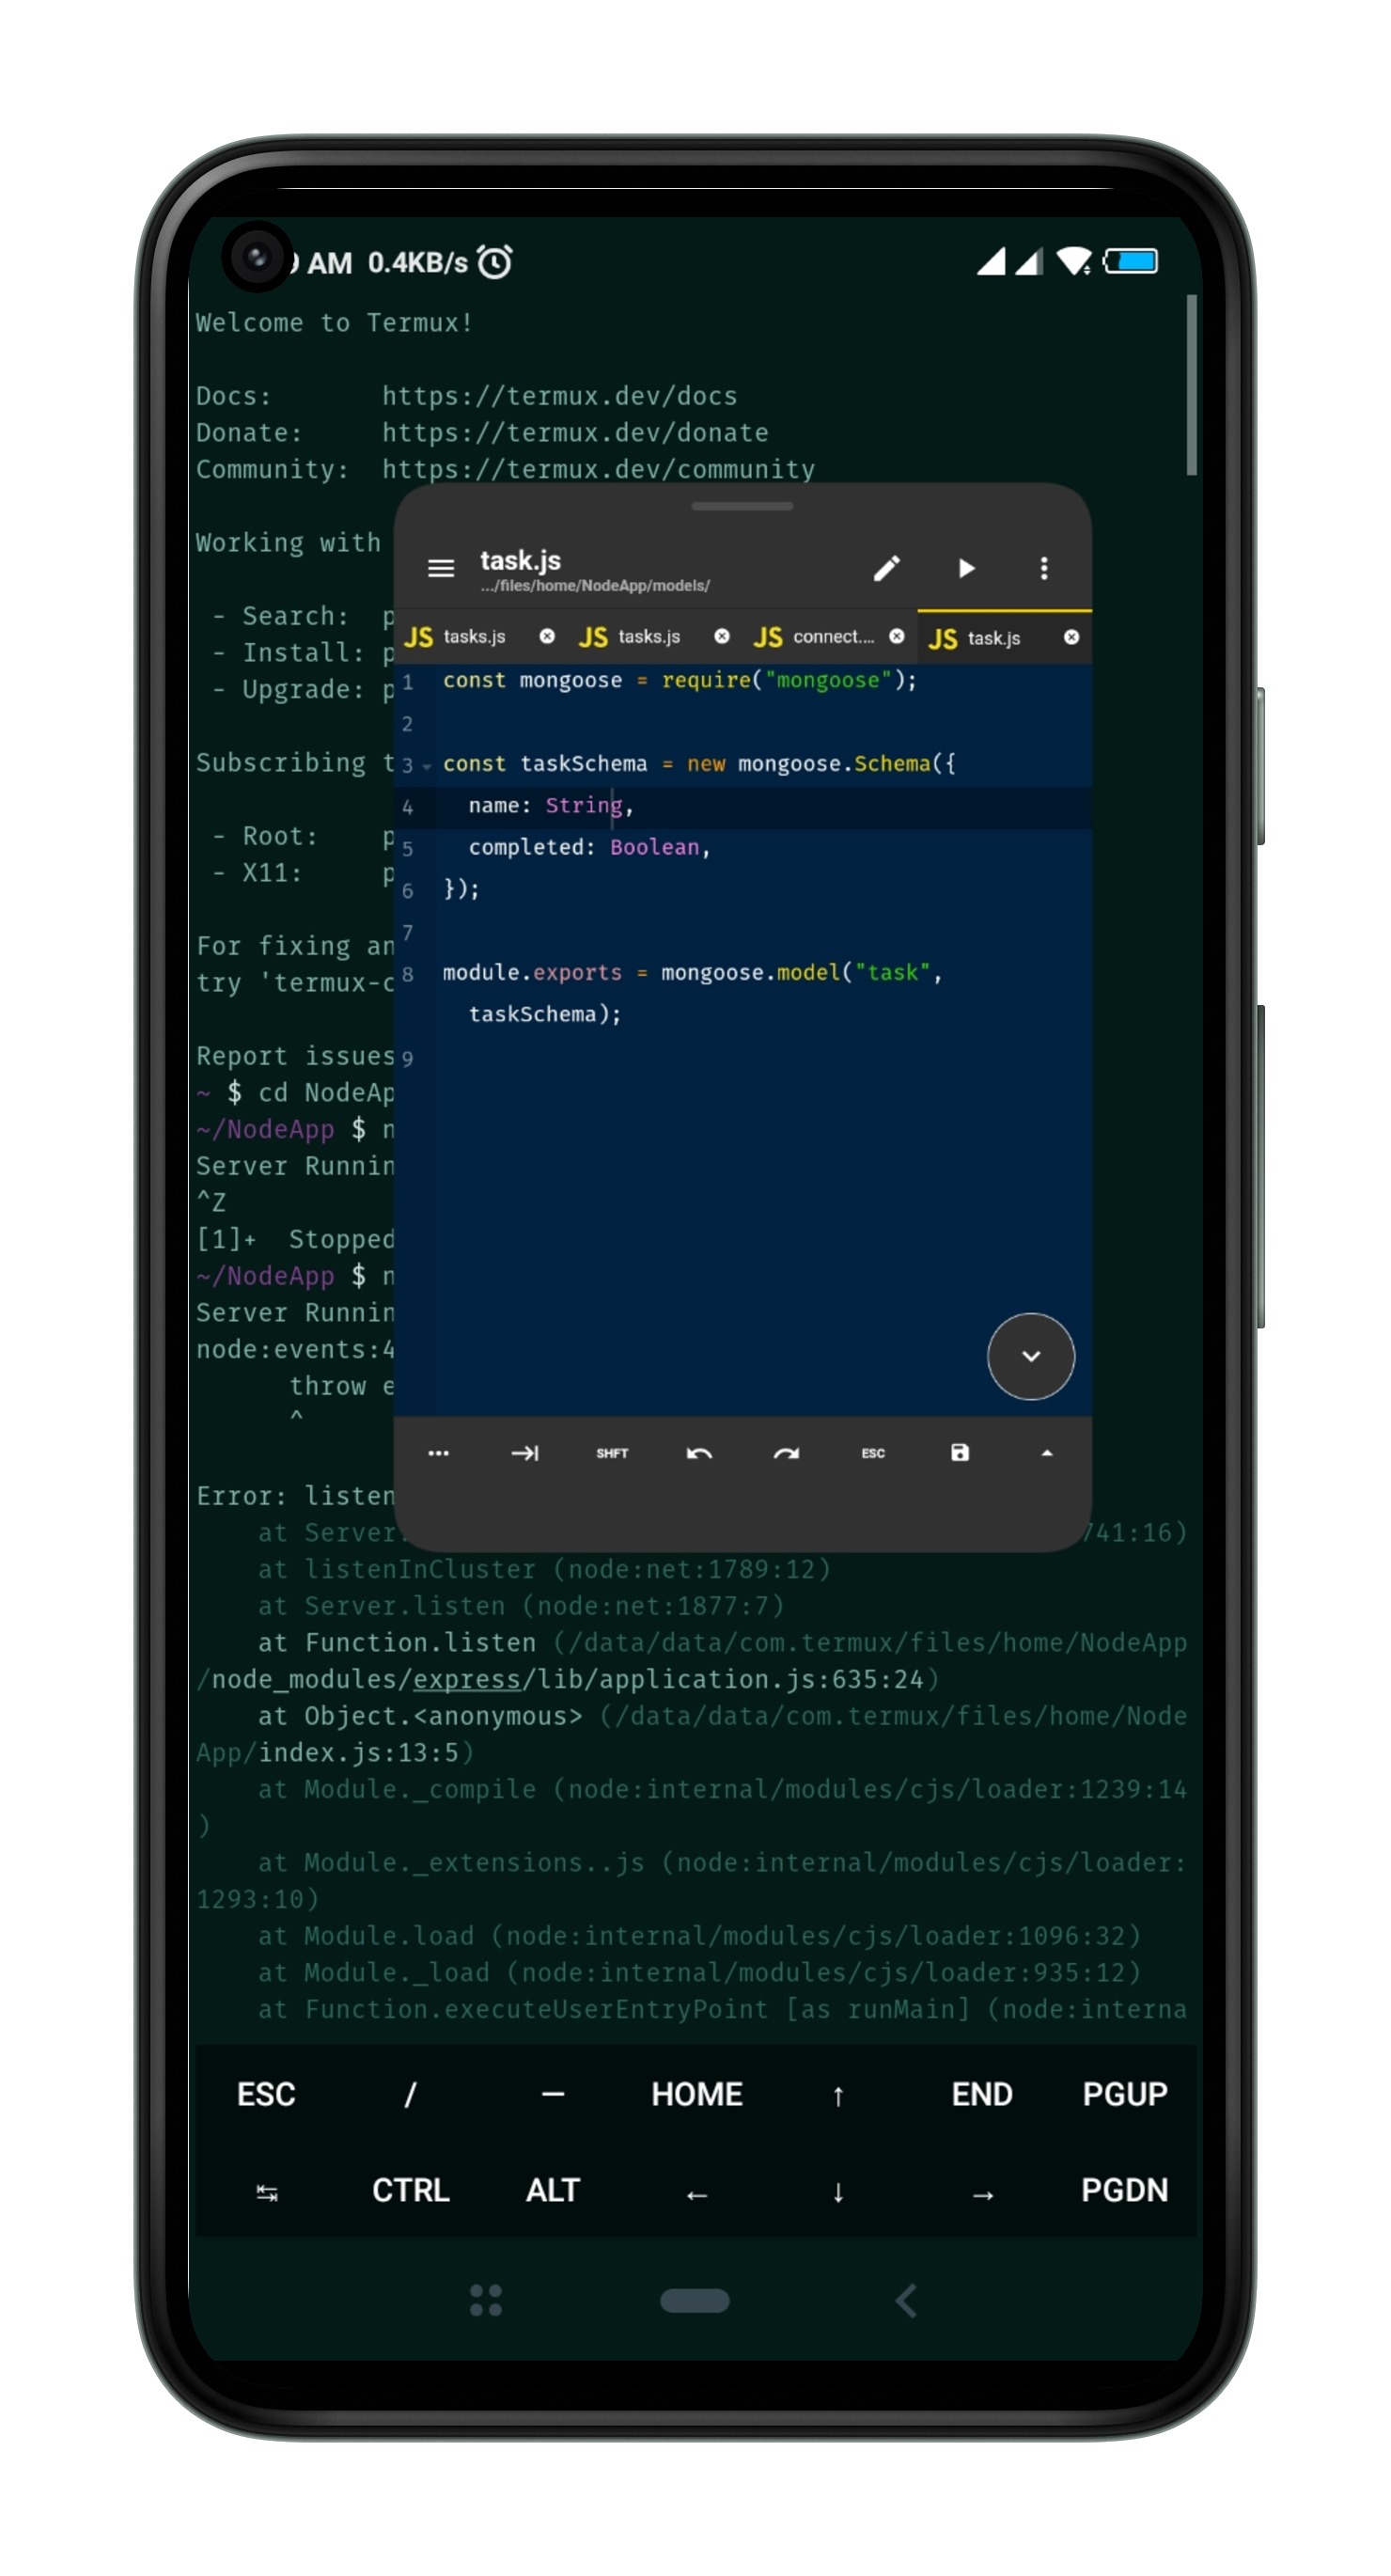 AM 0.4KB/s
Welcome to Termux!
Docs: https://termux.dev/docs
Donate: https://termux.dev/donate
Community: https://termux.dev/community
Working with
- Search: p
- Install: p
- Upgrade: p
Subscribing t
- Root: p
- X11: p
For fixing an
try 'termux-c
Report issues
~ $ cd NodeAp
~/NodeApp $ n
Server Runnin
^Z
[1]+ Stopped
~/NodeApp $ n
Server Runnin
node:events:4
throw e
^
Error: listen
at Server.
741:16)
at listenInCluster (node:net:1789:12)
at Server.listen (node:net:1877:7)
at Function.listen (/data/data/com.termux/files/home/NodeApp
/node_modules/express/lib/application.js:635:24)
at Object.<anonymous> (/data/data/com.termux/files/home/Node
App/index.js:13:5)
at Module._compile (node:internal/modules/cjs/loader:1239:14
)
at Module._extensions..js (node:internal/modules/cjs/loader:
1293:10)
at Module.load (node:internal/modules/cjs/loader:1096:32)
at Module._load (node:internal/modules/cjs/loader:935:12)
at Function.executeUserEntryPoint [as runMain] (node:interna
task.js
.../files/home/NodeApp/models/
JS tasks.js JS tasks.js JS connect.... JS task.js
1 const mongoose = require("mongoose");
2
3 const taskSchema = new mongoose.Schema({
4 name: String,
5 completed: Boolean,
6 });
7
8 module.exports = mongoose.model("task",
taskSchema);
9
SHFT ESC
ESC / — HOME ↑ END PGUP
↹ CTRL ALT ← ↓ → PGDN